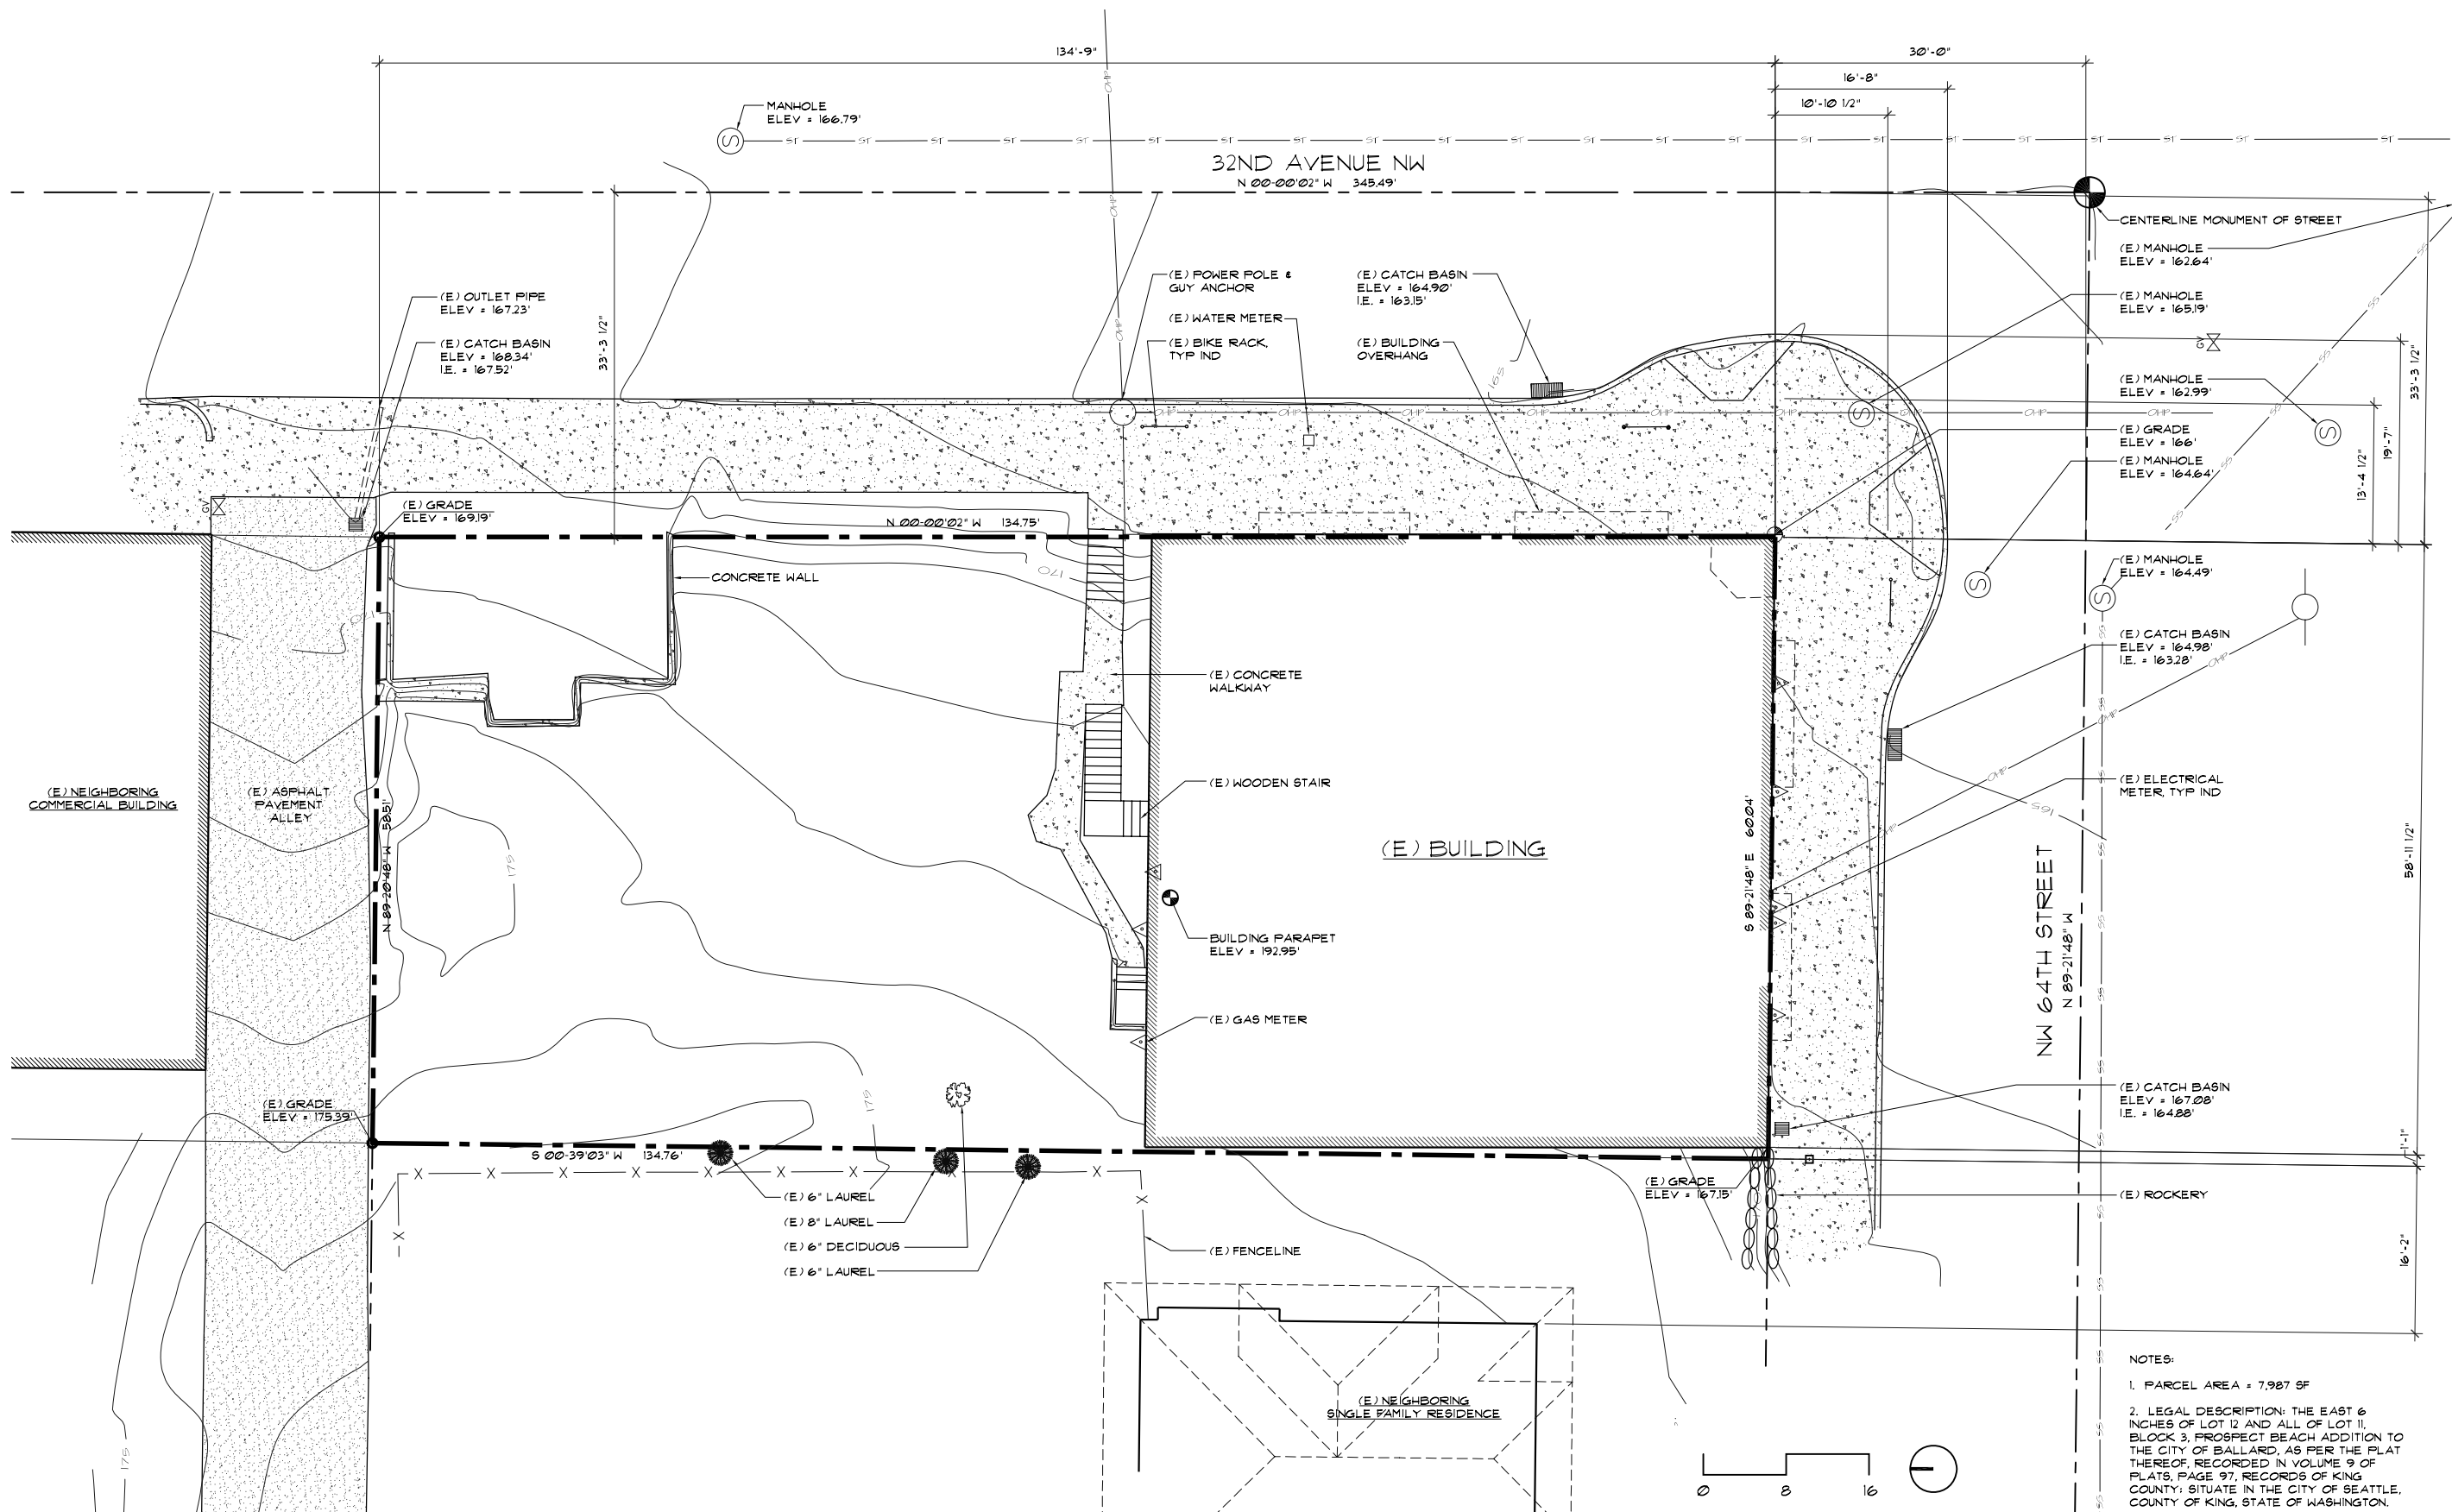 134'-9"
30'-0"
16'-8"
10'-10 1/2"
MANHOLE
ELEV = 166.79'
32ND AVENUE NW
N 00-00'02" W 345.49'
CENTERLINE MONUMENT OF STREET
(E) MANHOLE
ELEV = 162.64'
(E) MANHOLE
ELEV = 165.19'
(E) MANHOLE
ELEV = 162.99'
(E) GRADE
ELEV = 166'
(E) MANHOLE
ELEV = 164.64'
(E) OUTLET PIPE
ELEV = 167.23'
(E) CATCH BASIN
ELEV = 168.34'
I.E. = 167.52'
33'-3 1/2"
(E) POWER POLE &
GUY ANCHOR
(E) WATER METER
(E) BIKE RACK,
TYP IND
(E) CATCH BASIN
ELEV = 164.90'
I.E. = 163.15'
(E) BUILDING
OVERHANG
165
GV
33'-3 1/2"
19'-7"
13'-4 1/2"
GV
(E) GRADE
ELEV = 169.19'
N 00-00'02" W 134.75'
CONCRETE WALL
170
170
(E) MANHOLE
ELEV = 164.49'
(E) CATCH BASIN
ELEV = 164.98'
I.E. = 163.28'
(E) CONCRETE
WALKWAY
(E) WOODEN STAIR
(E) ELECTRICAL
METER, TYP IND
165
(E) NEIGHBORING
COMMERCIAL BUILDING
(E) ASPHALT
PAVEMENT
ALLEY
N 89-20'48" W 58.51'
175
(E) BUILDING
S 89-21'48" E 60.04'
NW 64TH STREET
N 89-21'48" W
58'-11 1/2"
BUILDING PARAPET
ELEV = 192.95'
(E) GAS METER
(E) GRADE
ELEV = 175.39'
175
(E) CATCH BASIN
ELEV = 167.08'
I.E. = 164.88'
1'-1"
S 00-39'03" W 134.76'
(E) 6" LAUREL
(E) 8" LAUREL
(E) 6" DECIDUOUS
(E) 6" LAUREL
(E) FENCELINE
(E) GRADE
ELEV = 167.15'
(E) ROCKERY
16'-2"
(E) NEIGHBORING
SINGLE FAMILY RESIDENCE
175
0 8 16
NOTES:
1. PARCEL AREA = 7,987 SF
2. LEGAL DESCRIPTION: THE EAST 6
INCHES OF LOT 12 AND ALL OF LOT 11,
BLOCK 3, PROSPECT BEACH ADDITION TO
THE CITY OF BALLARD, AS PER THE PLAT
THEREOF, RECORDED IN VOLUME 9 OF
PLATS, PAGE 97, RECORDS OF KING
COUNTY; SITUATE IN THE CITY OF SEATTLE,
COUNTY OF KING, STATE OF WASHINGTON.